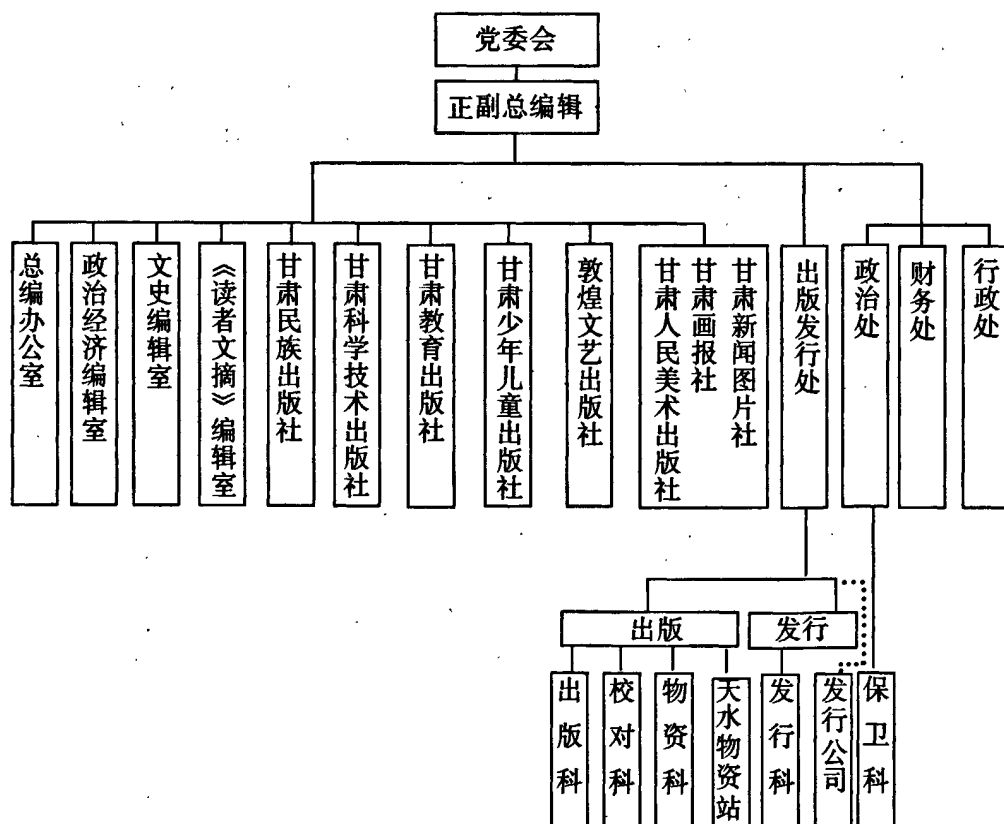 党委会
正副总编辑
总编办公室
政治经济编辑室
文史编辑室
《读者文摘》编辑室
甘肃民族出版社
甘肃科学技术出版社
甘肃教育出版社
甘肃少年儿童出版社
敦煌文艺出版社
甘肃人民美术出版社
甘肃画报社
甘肃新闻图片社
出版发行处
政治处
财务处
行政处
出版
发行
出版科
校对科
物资科
天水物资站
发行科
发行公司
保卫科